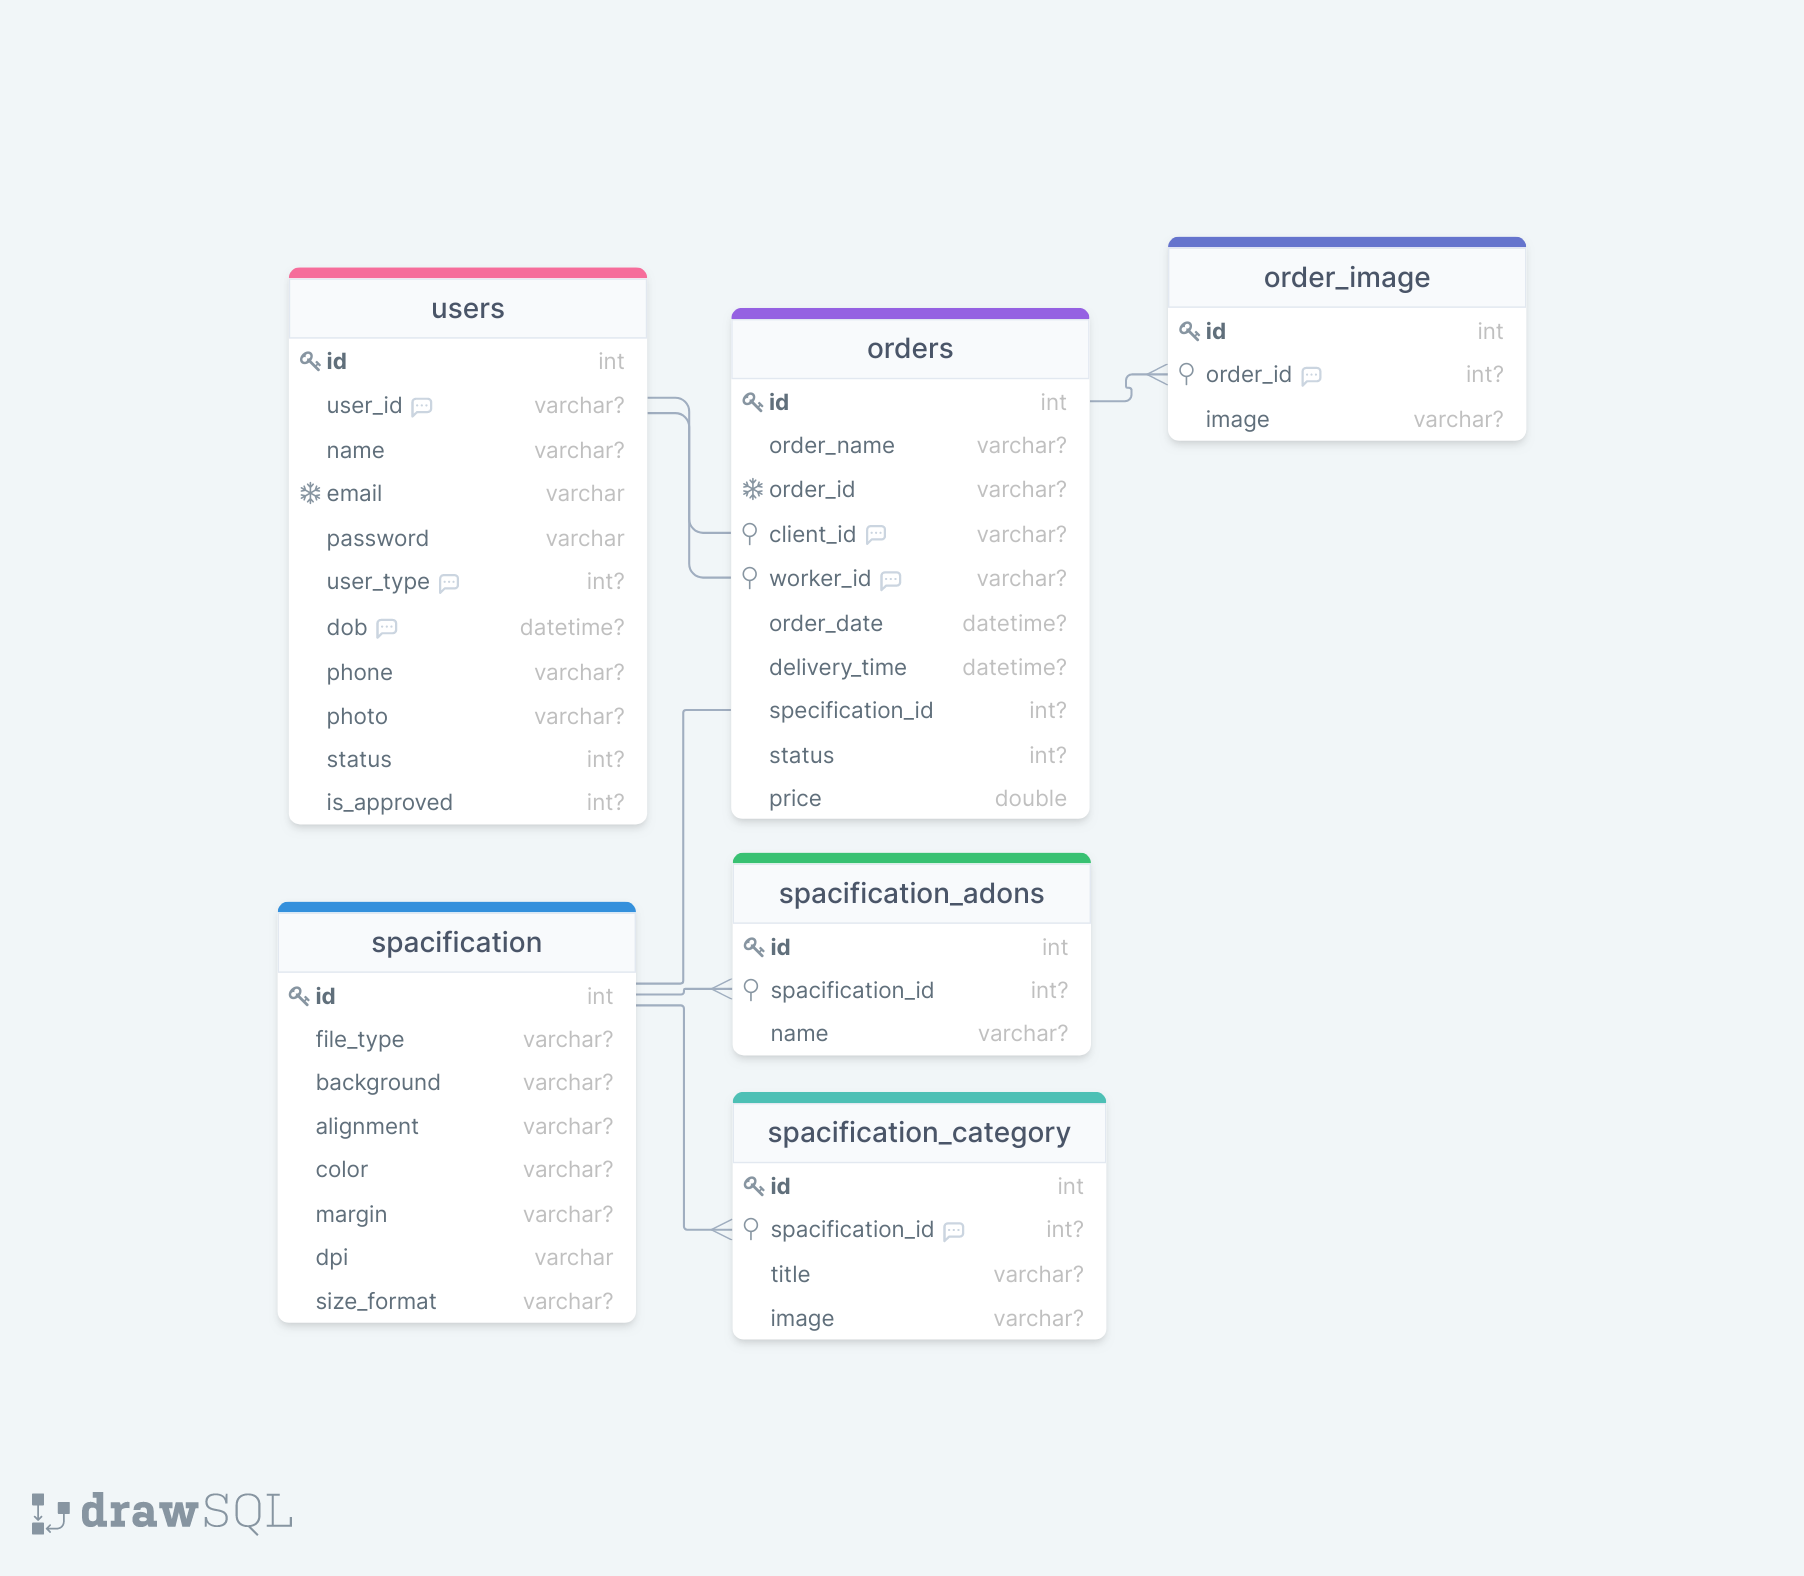 users
id int
user_id varchar?
name varchar?
email varchar
password varchar
user_type int?
dob datetime?
phone varchar?
photo varchar?
status int?
is_approved int?
orders
id int
order_name varchar?
order_id varchar?
client_id varchar?
worker_id varchar?
order_date datetime?
delivery_time datetime?
specification_id int?
status int?
price double
order_image
id int
order_id int?
image varchar?
spacification
id int
file_type varchar?
background varchar?
alignment varchar?
color varchar?
margin varchar?
dpi varchar
size_format varchar?
spacification_adons
id int
spacification_id int?
name varchar?
spacification_category
id int
spacification_id int?
title varchar?
image varchar?
drawSQL